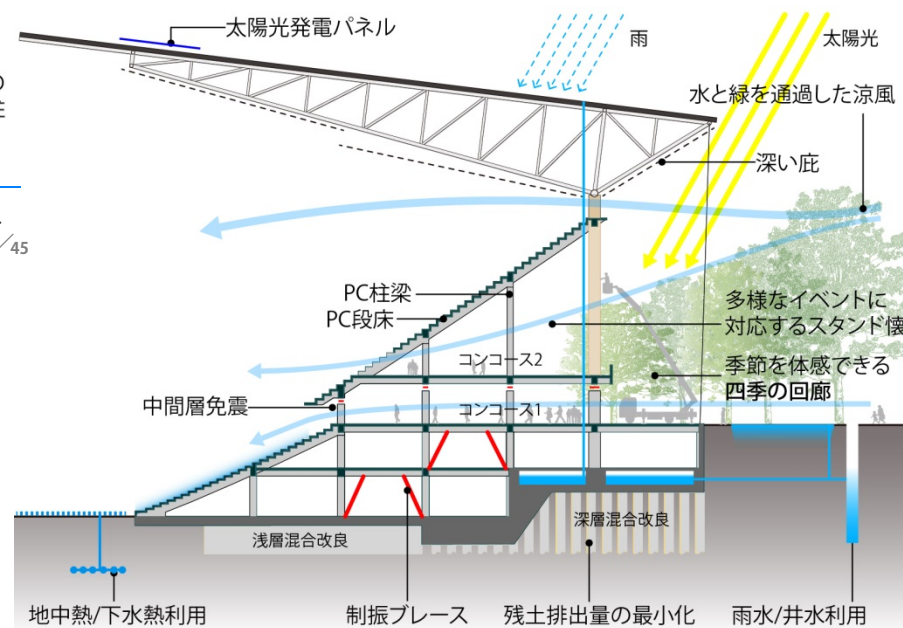 太陽光発電パネル
雨
太陽光
の
水と緑を通過した涼風
深い庇
45
PC柱梁
PC段床
多様なイベントに
対応するスタンド懐
コンコース2
季節を体感できる
四季の回廊
中間層免震
コンコース1
浅層混合改良
深層混合改良
地中熱/下水熱利用
制振ブレース
残土排出量の最小化
雨水/井水利用